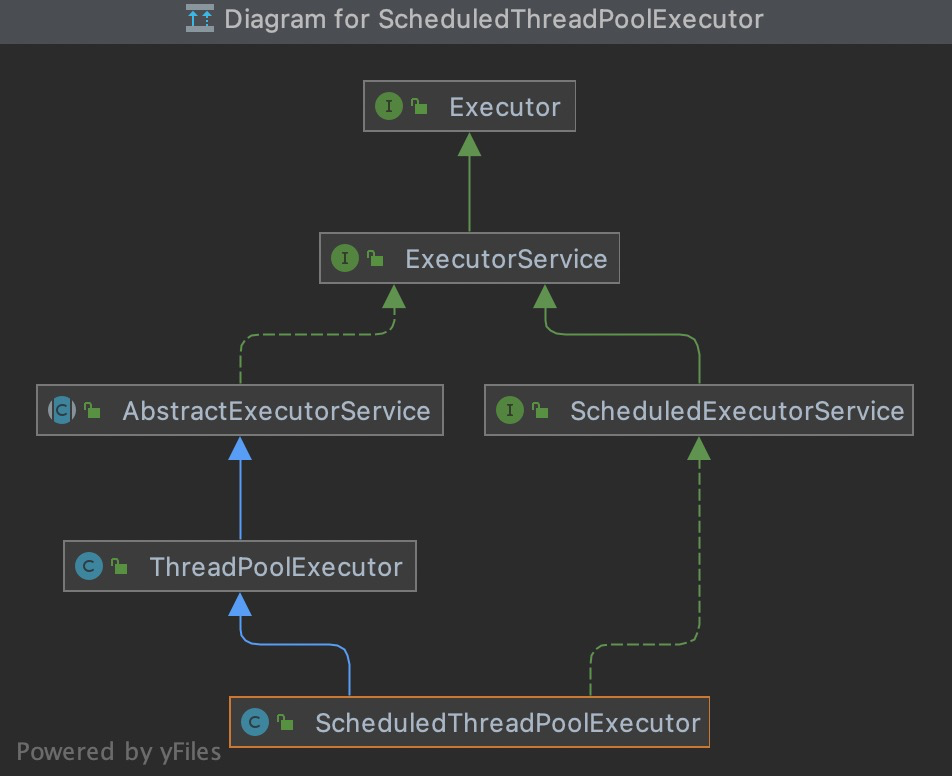 Diagram for ScheduledThreadPoolExecutor
I Executor
I ExecutorService
C AbstractExecutorService
I ScheduledExecutorService
C ThreadPoolExecutor
C ScheduledThreadPoolExecutor
Powered by yFiles